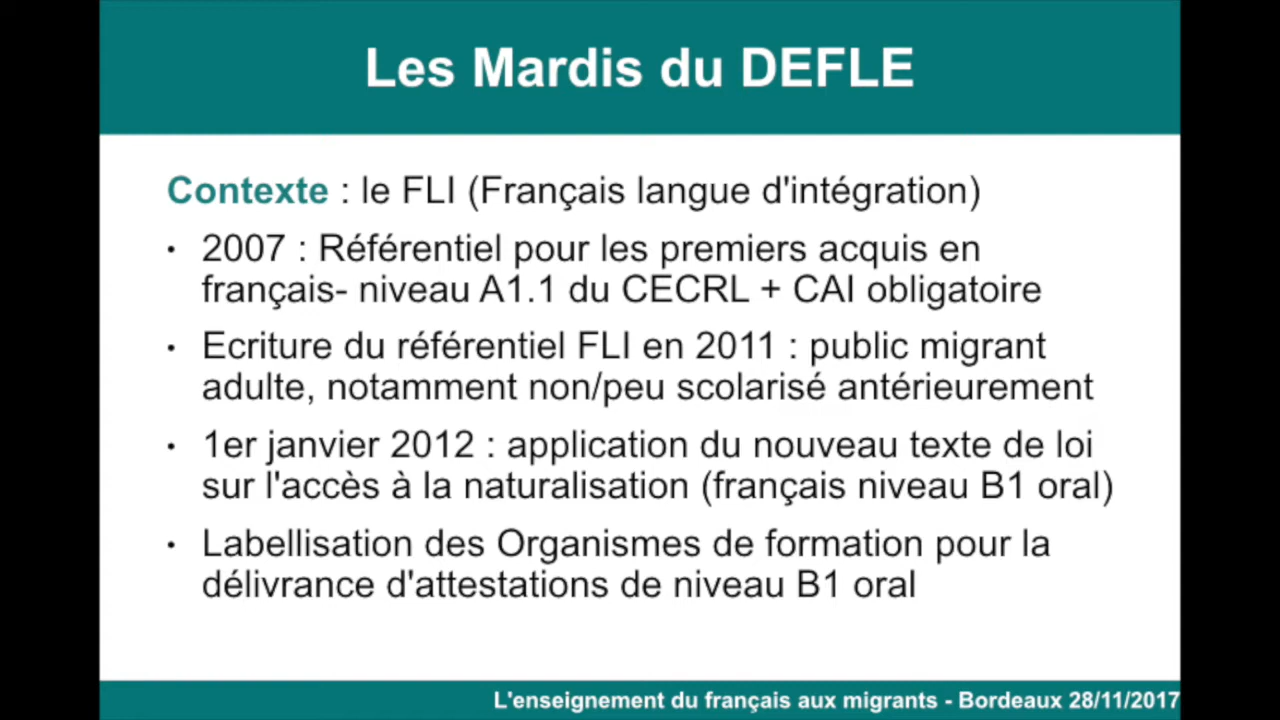 Les Mardis du DEFLE
Contexte : le FLI (Français langue d'intégration)
• 2007 : Référentiel pour les premiers acquis en
français- niveau A1.1 du CECRL + CAI obligatoire
• Ecriture du référentiel FLI en 2011 : public migrant
adulte, notamment non/peu scolarisé antérieurement
• 1er janvier 2012 : application du nouveau texte de loi
sur l'accès à la naturalisation (français niveau B1 oral)
• Labellisation des Organismes de formation pour la
délivrance d'attestations de niveau B1 oral
L'enseignement du français aux migrants - Bordeaux 28/11/2017